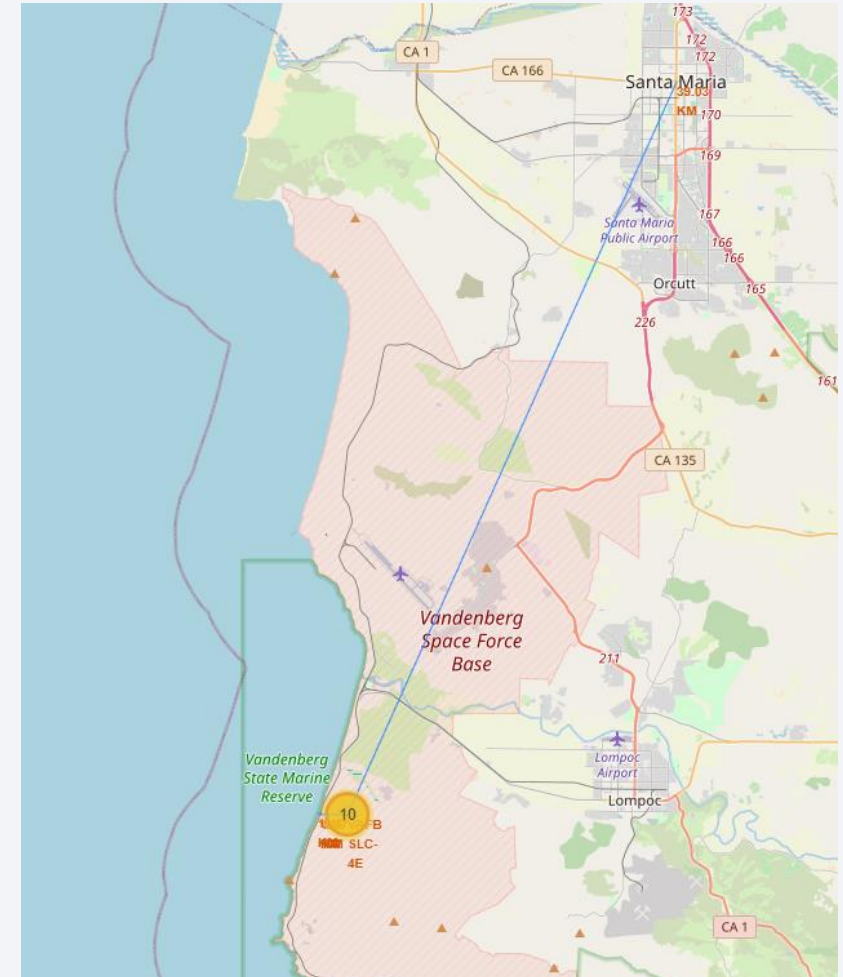 173
CA 1
172
172
CA 166
Santa Maria
39.03
KM
170
169
Santa Maria
Public Airport
167
166
166
Orcutt
165
226
161
CA 135
Vandenberg
Space Force
Base
211
Vandenberg
State Marine
Reserve
Lompoc
Airport
Lompoc
10
FB
SLC-
4E
CA 1